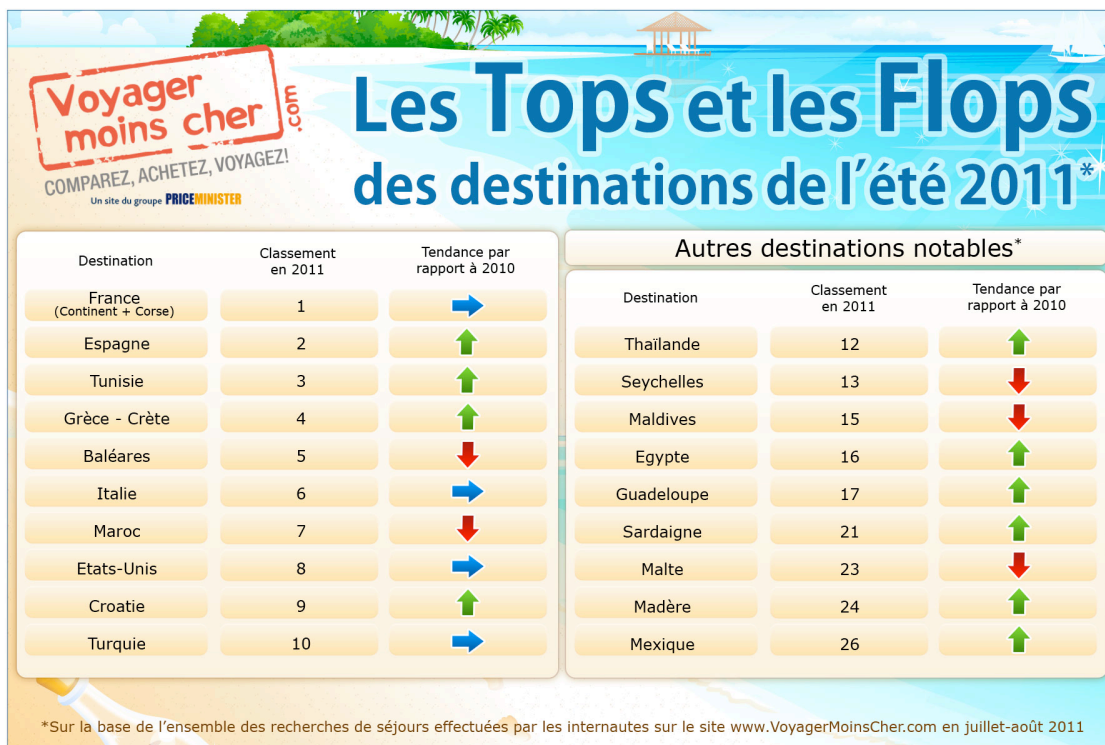 Voyager
moins cher
.com
COMPAREZ, ACHETEZ, VOYAGEZ!
Un site du groupe PRICEMINISTER
Les Tops et les Flops
des destinations de l'été 2011*
Destination Classement en 2011 Tendance par rapport à 2010
France (Continent + Corse) 1
Espagne 2
Tunisie 3
Grèce - Crète 4
Baléares 5
Italie 6
Maroc 7
Etats-Unis 8
Croatie 9
Turquie 10
Autres destinations notables*
Destination Classement en 2011 Tendance par rapport à 2010
Thaïlande 12
Seychelles 13
Maldives 15
Egypte 16
Guadeloupe 17
Sardaigne 21
Malte 23
Madère 24
Mexique 26
*Sur la base de l'ensemble des recherches de séjours effectuées par les internautes sur le site www.VoyagerMoinsCher.com en juillet-août 2011